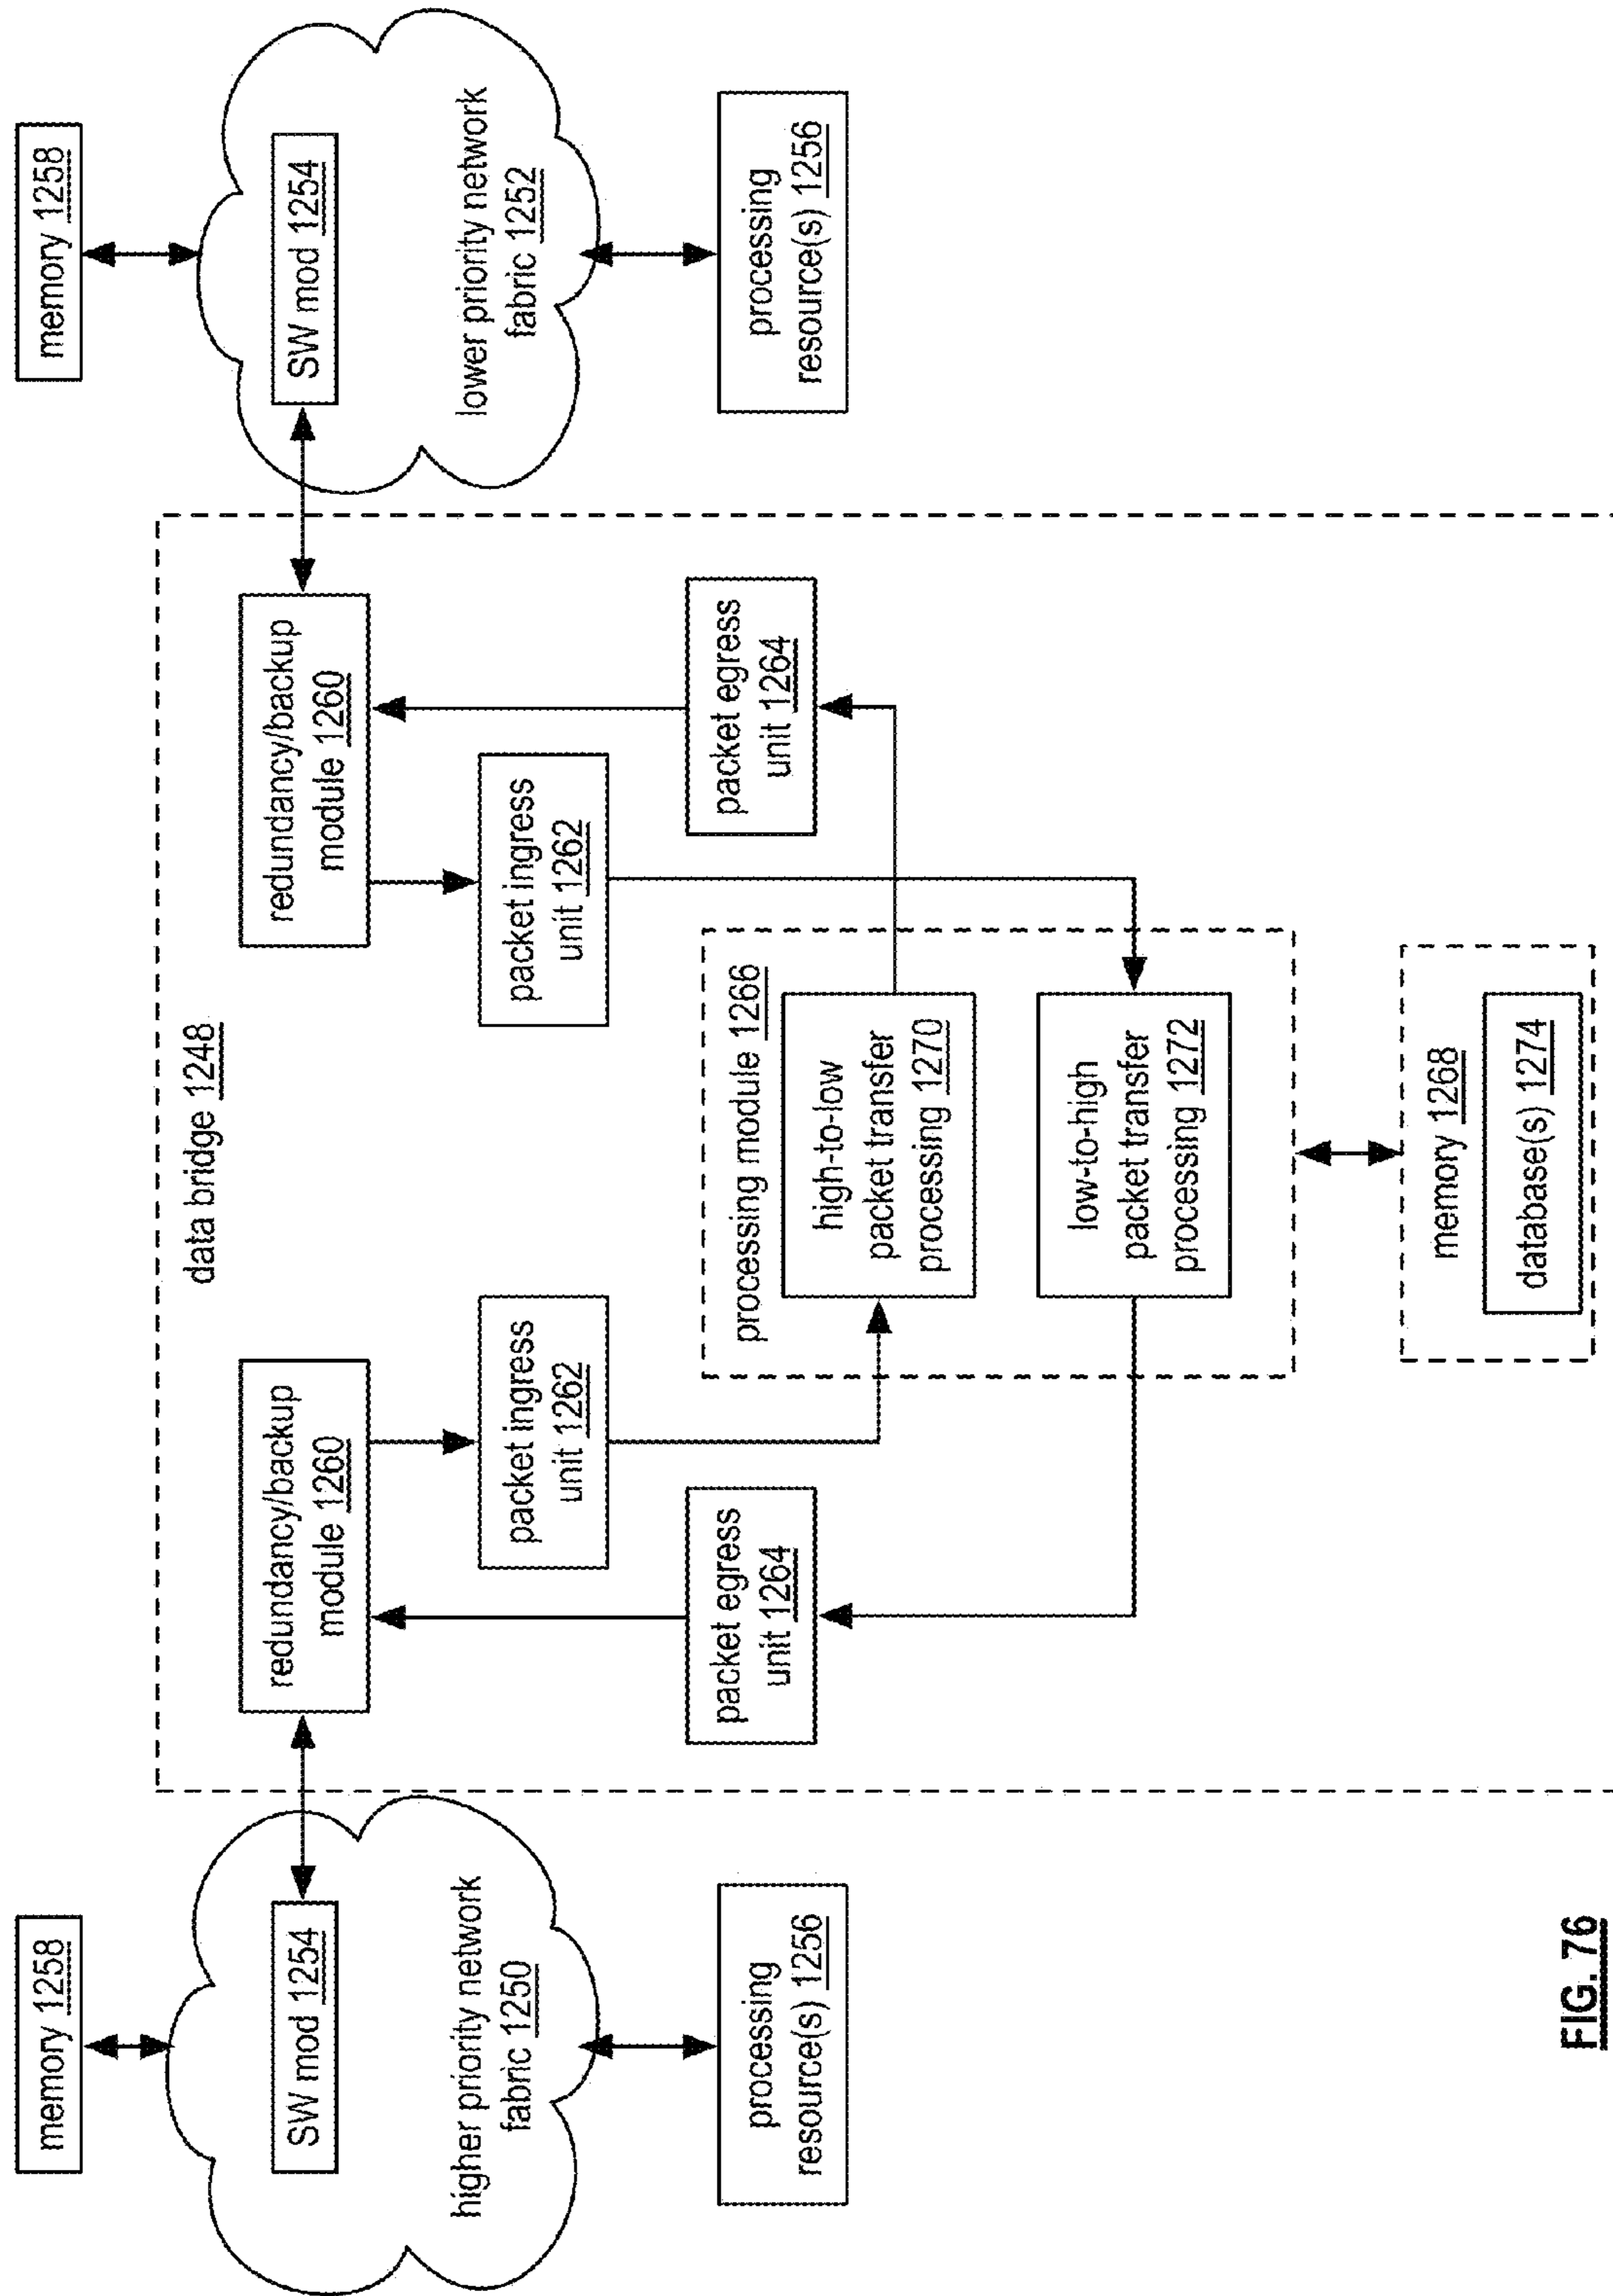 memory 1258
SW mod 1254
higher priority network
fabric 1250
processing
resource(s) 1256
data bridge 1248
redundancy/backup
module 1260
packet ingress
unit 1262
packet egress
unit 1264
processing module 1266
high-to-low
packet transfer
processing 1270
low-to-high
packet transfer
processing 1272
memory 1268
database(s) 1274
redundancy/backup
module 1260
packet ingress
unit 1262
packet egress
unit 1264
memory 1258
SW mod 1254
lower priority network
fabric 1252
processing
resource(s) 1256
FIG. 76